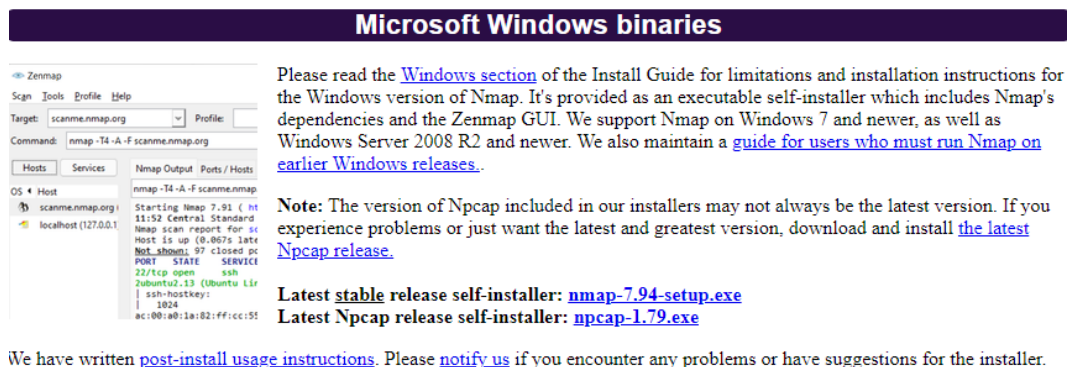 Microsoft Windows binaries
Zenmap
Scan Tools Profile Help
Target: scanme.nmap.org Profile:
Command: nmap -T4 -A -F scanme.nmap.org
Hosts Services Nmap Output Ports / Hosts
OS Host
nmap -T4 -A -F scanme.nmap.
scanme.nmap.org
localhost (127.0.0.1
Starting Nmap 7.91 ( ht
11:52 Central Standard
Nmap scan report for sc
Host is up (0.067s late
Not shown: 97 closed po
PORT STATE SERVICE
22/tcp open ssh
2ubuntu2.13 (Ubuntu Lir
| ssh-hostkey:
| 1024
ac:00:a0:1a:82:ff:cc:55
Please read the Windows section of the Install Guide for limitations and installation instructions for
the Windows version of Nmap. It's provided as an executable self-installer which includes Nmap's
dependencies and the Zenmap GUI. We support Nmap on Windows 7 and newer, as well as
Windows Server 2008 R2 and newer. We also maintain a guide for users who must run Nmap on
earlier Windows releases..
Note: The version of Npcap included in our installers may not always be the latest version. If you
experience problems or just want the latest and greatest version, download and install the latest
Npcap release.
Latest stable release self-installer: nmap-7.94-setup.exe
Latest Npcap release self-installer: npcap-1.79.exe
We have written post-install usage instructions. Please notify us if you encounter any problems or have suggestions for the installer.